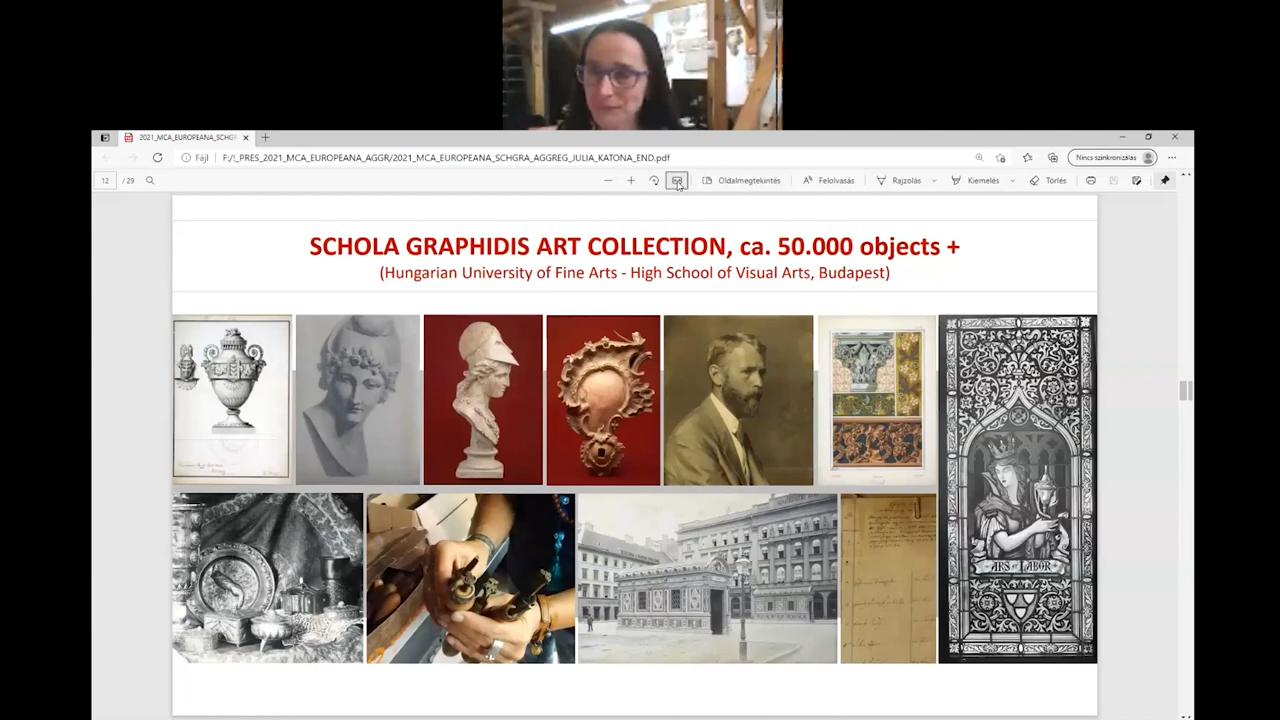 2021_MCA_EUROPEANA_SCHGR
Fájl
F:/!_PRES_2021_MCA_EUROPEANA_AGGR/2021_MCA_EUROPEANA_SCHGRA_AGGREG_JULIA_KATONA_END.pdf
Nincs szinkronizálás
12 / 29
Oldalmegtekintés
Felolvasás
Rajzolás
Kiemelés
Törlés
SCHOLA GRAPHIDIS ART COLLECTION, ca. 50.000 objects +
(Hungarian University of Fine Arts - High School of Visual Arts, Budapest)
ARS LABOR